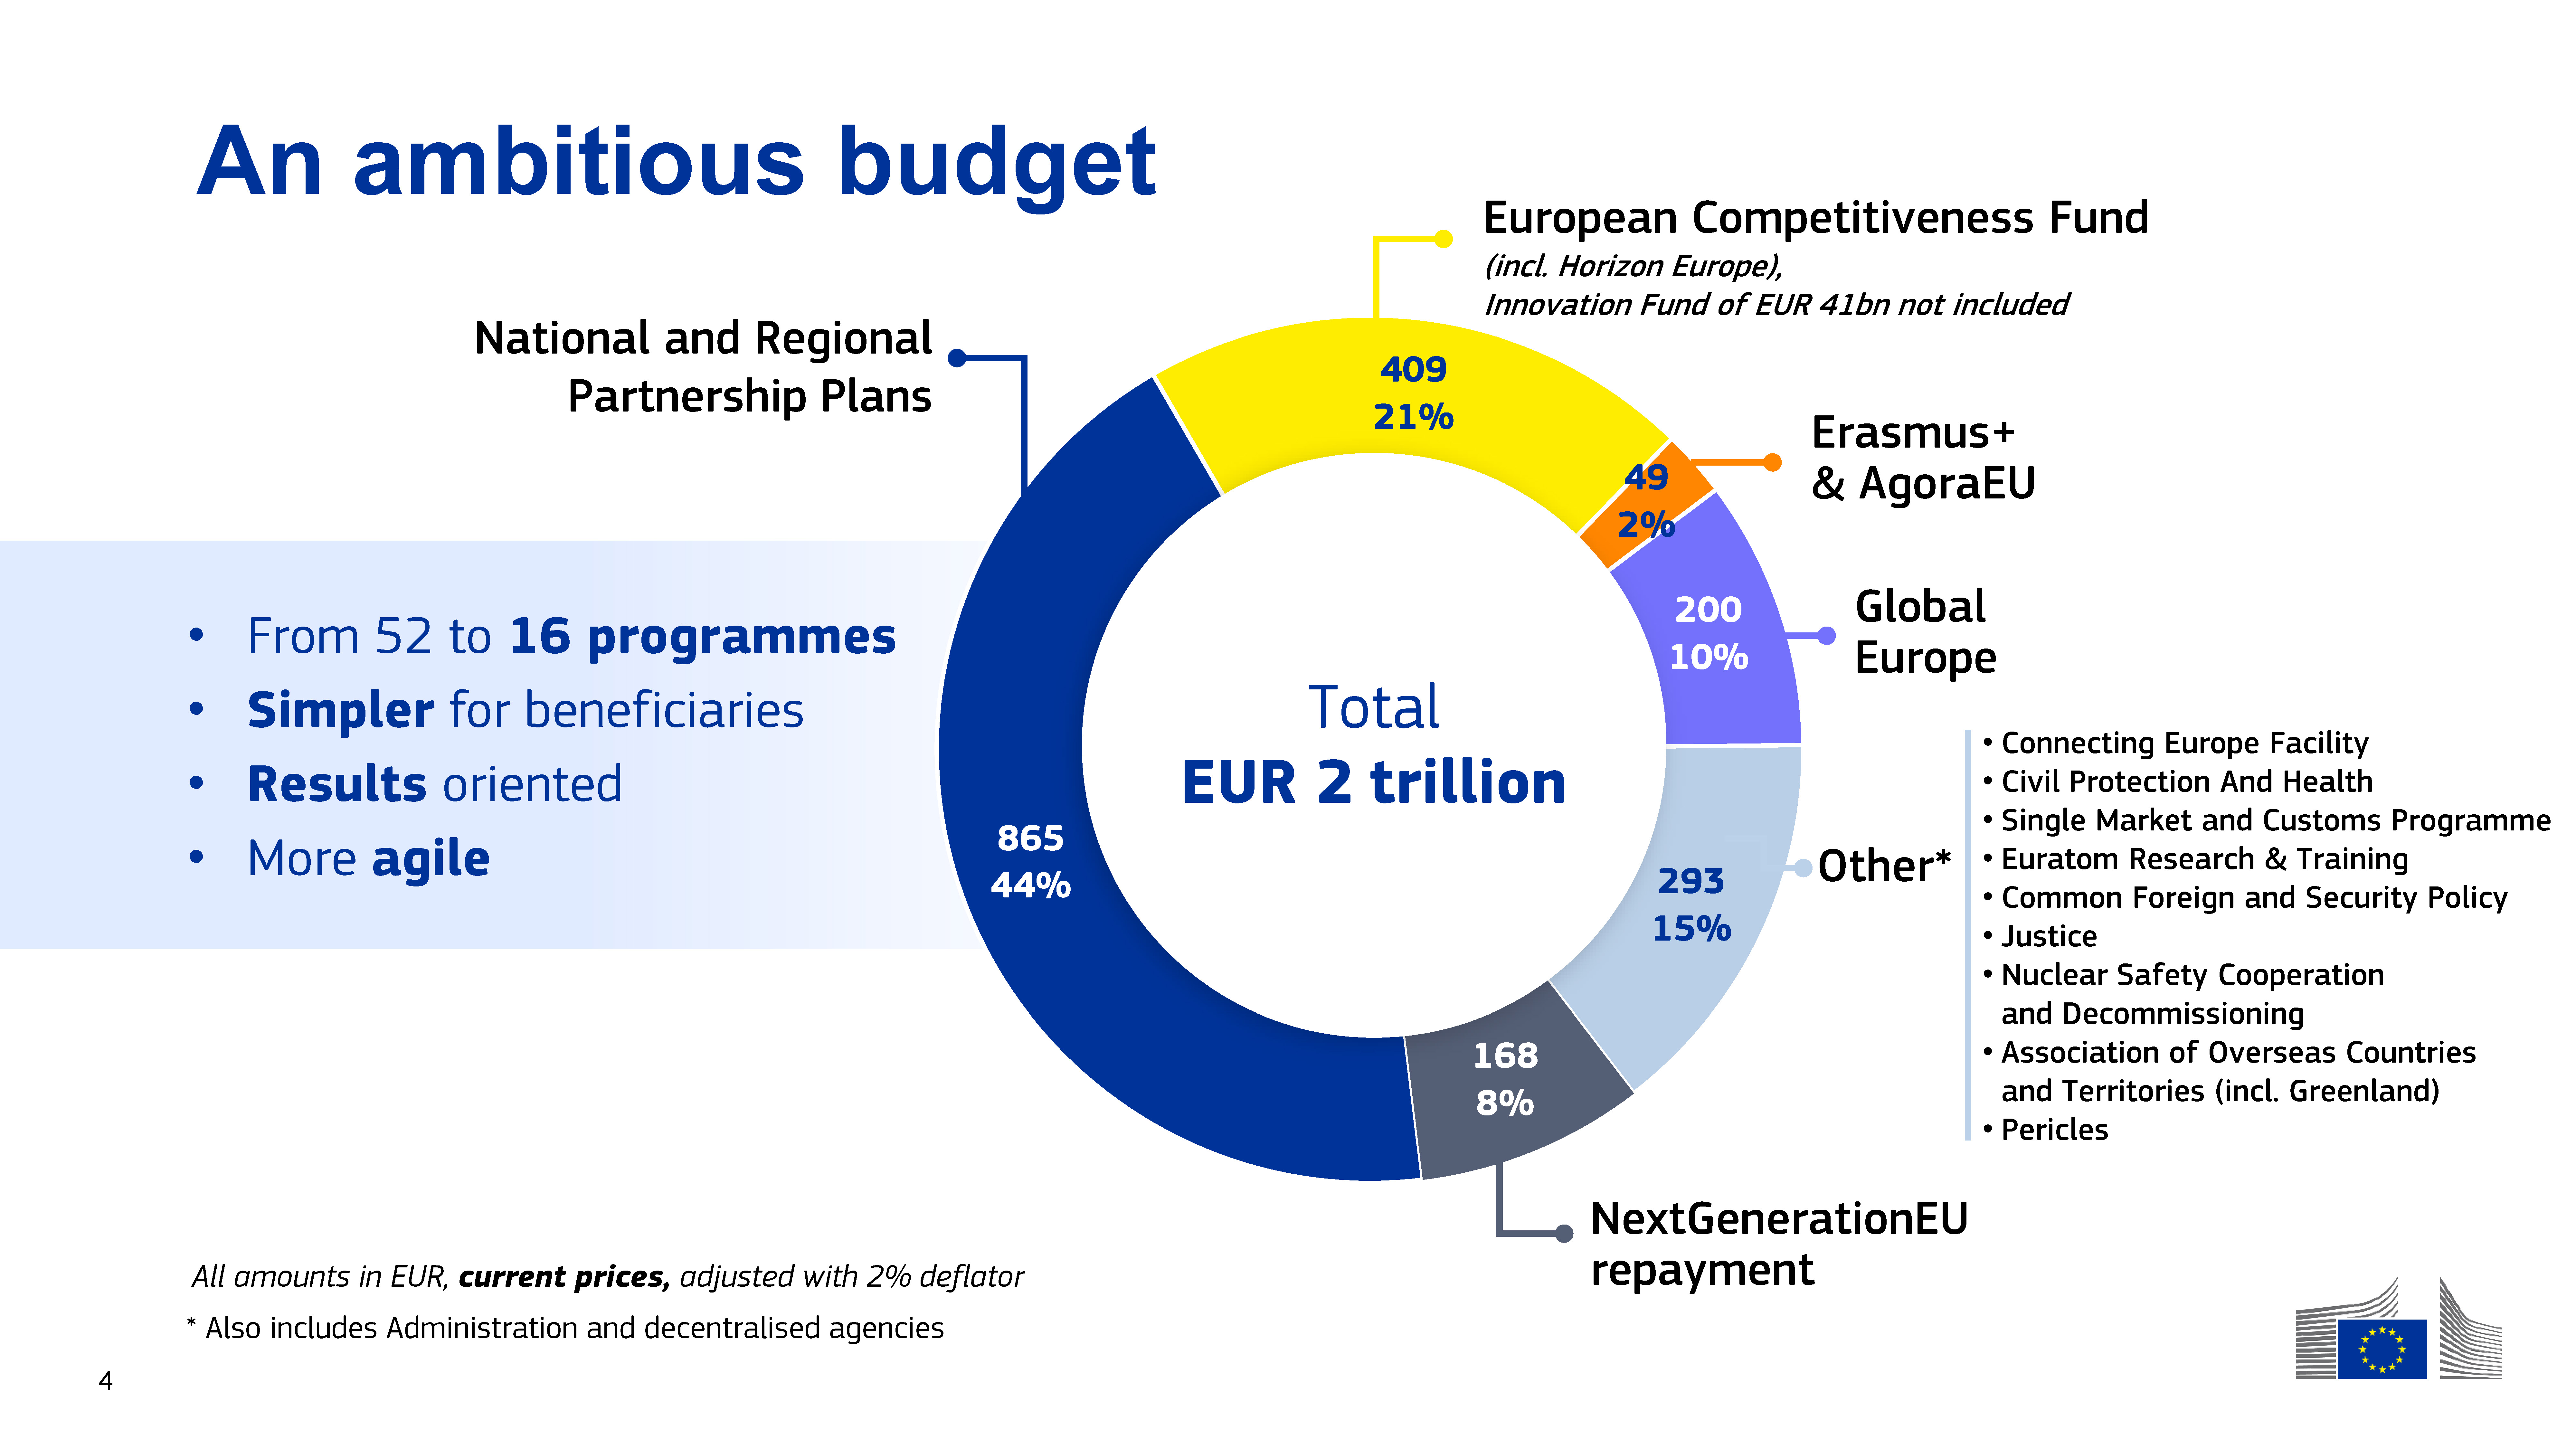 An ambitious budget
European Competitiveness Fund
(incl. Horizon Europe),
Innovation Fund of EUR 41bn not included
National and Regional
Partnership Plans
409
21%
Erasmus+
& AgoraEU
49
2%
Global
Europe
200
10%
• From 52 to 16 programmes
• Simpler for beneficiaries
• Results oriented
• More agile
Total
EUR 2 trillion
865
44%
293
15%
Other*
• Connecting Europe Facility
• Civil Protection And Health
• Single Market and Customs Programme
• Euratom Research & Training
• Common Foreign and Security Policy
• Justice
• Nuclear Safety Cooperation
and Decommissioning
• Association of Overseas Countries
and Territories (incl. Greenland)
• Pericles
168
8%
NextGenerationEU
repayment
All amounts in EUR, current prices, adjusted with 2% deflator
* Also includes Administration and decentralised agencies
4